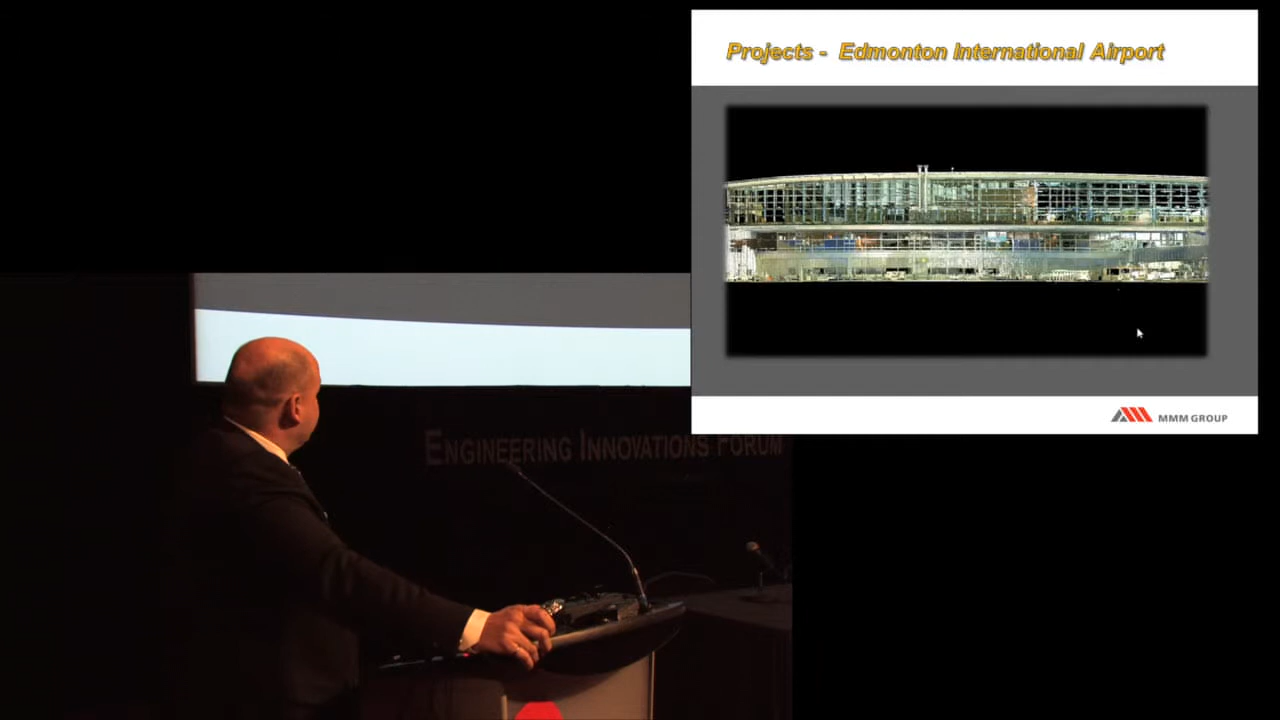 Projects - Edmonton International Airport
MMM GROUP
ENGINEERING INNOVATIONS FORUM